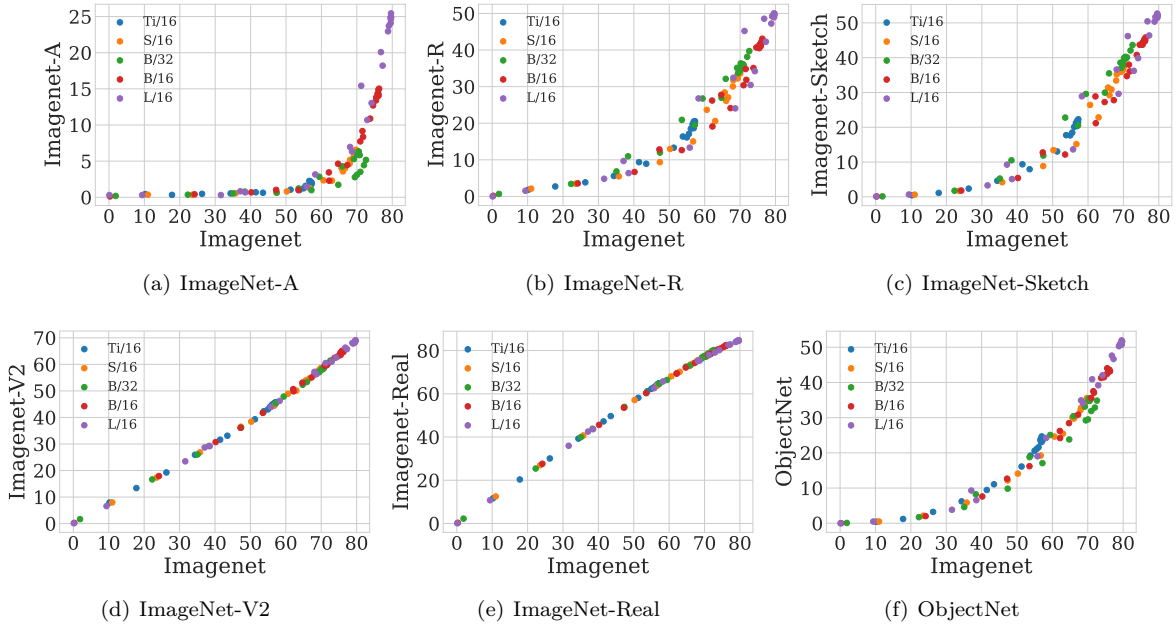 Imagenet-A
25
20
15
10
5
0
Ti/16
S/16
B/32
B/16
L/16
0 10 20 30 40 50 60 70 80
Imagenet
(a) ImageNet-A
Imagenet-R
50
40
30
20
10
0
Ti/16
S/16
B/32
B/16
L/16
0 10 20 30 40 50 60 70 80
Imagenet
(b) ImageNet-R
Imagenet-Sketch
50
40
30
20
10
0
Ti/16
S/16
B/32
B/16
L/16
0 10 20 30 40 50 60 70 80
Imagenet
(c) ImageNet-Sketch
Imagenet-V2
70
60
50
40
30
20
10
0
Ti/16
S/16
B/32
B/16
L/16
0 10 20 30 40 50 60 70 80
Imagenet
(d) ImageNet-V2
Imagenet-Real
80
60
40
20
0
Ti/16
S/16
B/32
B/16
L/16
0 10 20 30 40 50 60 70 80
Imagenet
(e) ImageNet-Real
ObjectNet
50
40
30
20
10
0
Ti/16
S/16
B/32
B/16
L/16
0 10 20 30 40 50 60 70 80
Imagenet
(f) ObjectNet